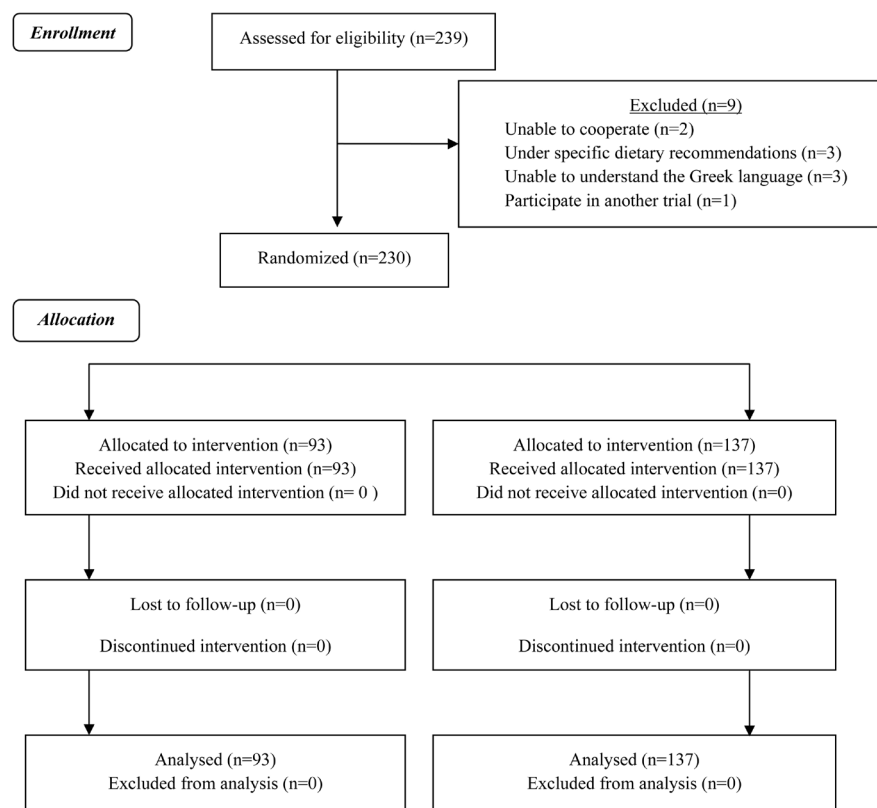 Enrollment
Assessed for eligibility (n=239)
Excluded (n=9)
Unable to cooperate (n=2)
Under specific dietary recommendations (n=3)
Unable to understand the Greek language (n=3)
Participate in another trial (n=1)
Randomized (n=230)
Allocation
Allocated to intervention (n=93)
Received allocated intervention (n=93)
Did not receive allocated intervention (n= 0 )
Allocated to intervention (n=137)
Received allocated intervention (n=137)
Did not receive allocated intervention (n=0)
Lost to follow-up (n=0)
Discontinued intervention (n=0)
Lost to follow-up (n=0)
Discontinued intervention (n=0)
Analysed (n=93)
Excluded from analysis (n=0)
Analysed (n=137)
Excluded from analysis (n=0)